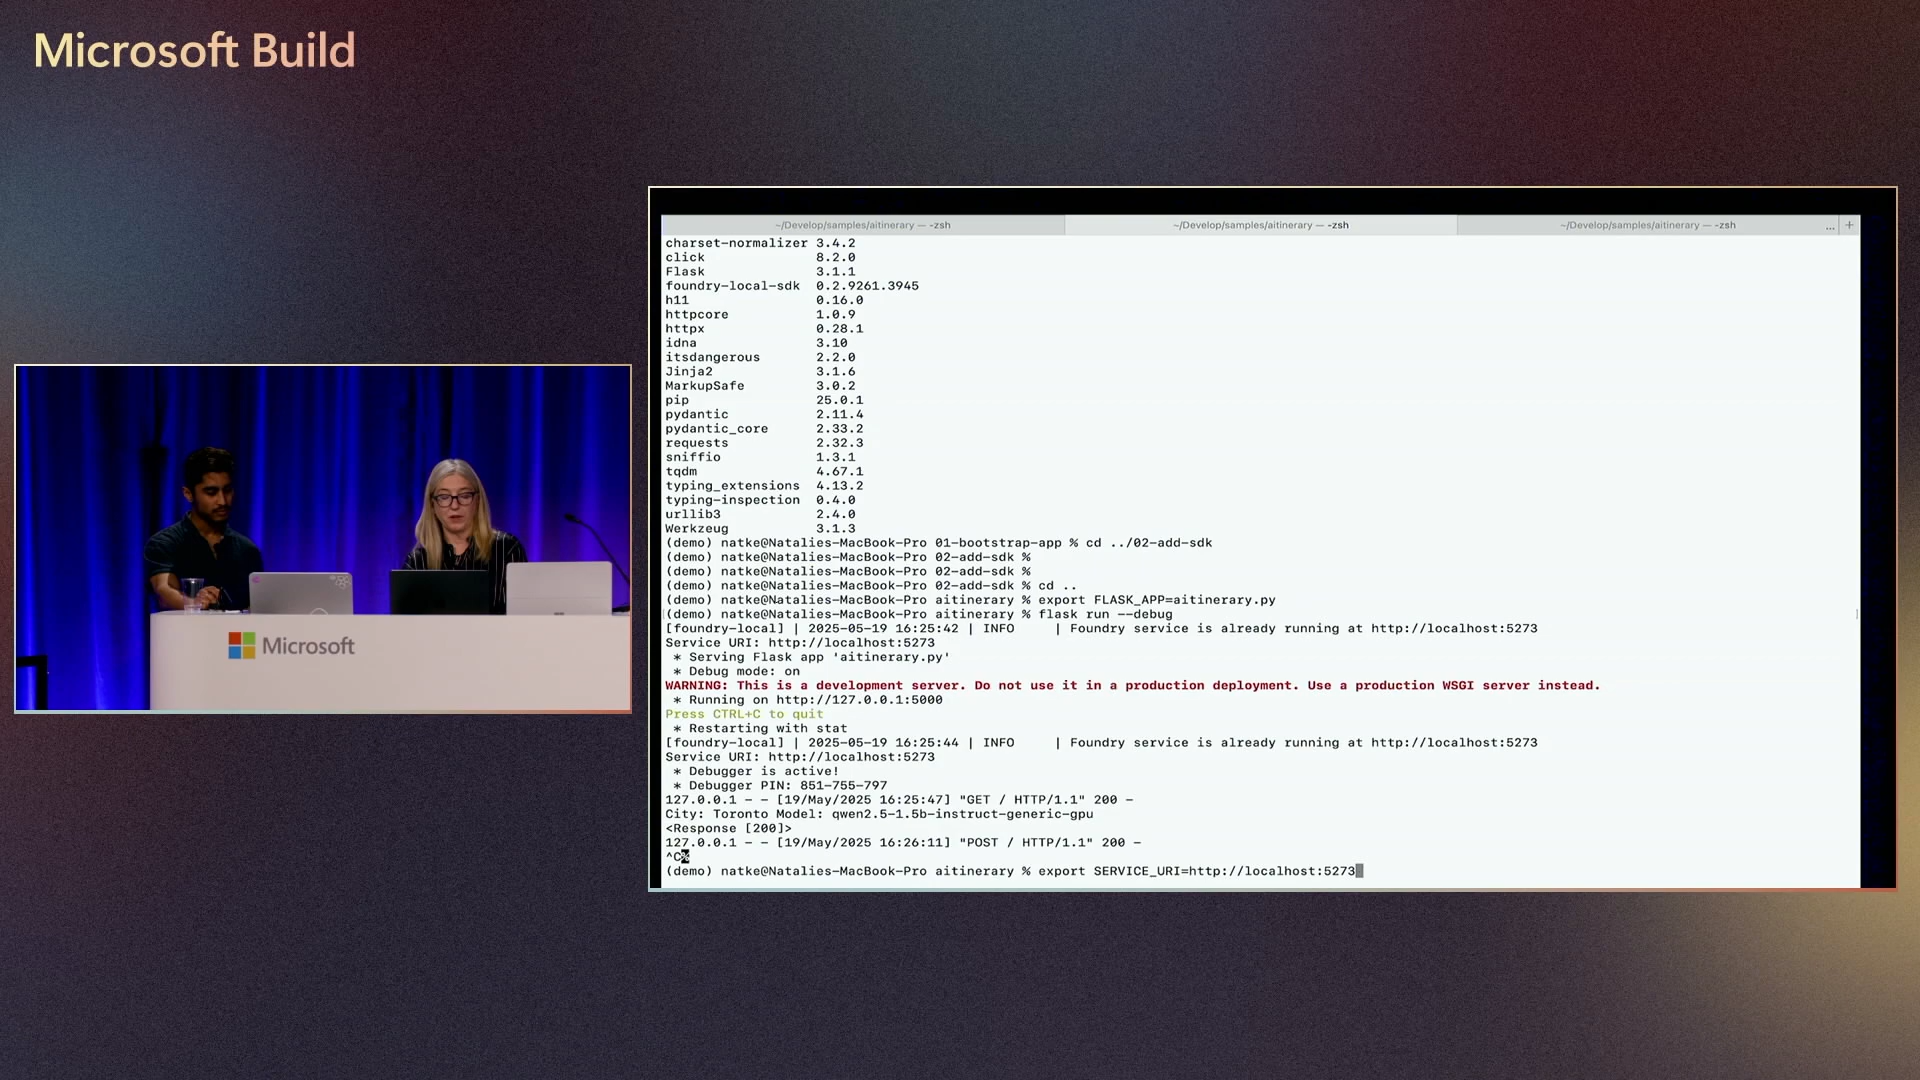 Microsoft Build
~/Develop/samples/aitinerary — -zsh
~/Develop/samples/aitinerary — -zsh
~/Develop/samples/aitinerary — -zsh
... +
charset-normalizer 3.4.2
click 8.2.0
Flask 3.1.1
foundry-local-sdk 0.2.9261.3945
h11 0.16.0
httpcore 1.0.9
httpx 0.28.1
idna 3.10
itsdangerous 2.2.0
Jinja2 3.1.6
MarkupSafe 3.0.2
pip 25.0.1
pydantic 2.11.4
pydantic_core 2.33.2
requests 2.32.3
sniffio 1.3.1
tqdm 4.67.1
typing_extensions 4.13.2
typing-inspection 0.4.0
urllib3 2.4.0
Werkzeug 3.1.3
(demo) natke@Natalies-MacBook-Pro 01-bootstrap-app % cd ../02-add-sdk
(demo) natke@Natalies-MacBook-Pro 02-add-sdk %
(demo) natke@Natalies-MacBook-Pro 02-add-sdk %
(demo) natke@Natalies-MacBook-Pro 02-add-sdk % cd ..
(demo) natke@Natalies-MacBook-Pro aitinerary % export FLASK_APP=aitinerary.py
(demo) natke@Natalies-MacBook-Pro aitinerary % flask run --debug
[foundry-local] | 2025-05-19 16:25:42 | INFO | Foundry service is already running at http://localhost:5273
Service URI: http://localhost:5273
* Serving Flask app 'aitinerary.py'
* Debug mode: on
WARNING: This is a development server. Do not use it in a production deployment. Use a production WSGI server instead.
* Running on http://127.0.0.1:5000
Press CTRL+C to quit
* Restarting with stat
[foundry-local] | 2025-05-19 16:25:44 | INFO | Foundry service is already running at http://localhost:5273
Service URI: http://localhost:5273
* Debugger is active!
* Debugger PIN: 851-755-797
127.0.0.1 - - [19/May/2025 16:25:47] "GET / HTTP/1.1" 200 -
City: Toronto Model: qwen2.5-1.5b-instruct-generic-gpu
<Response [200]>
127.0.0.1 - - [19/May/2025 16:26:11] "POST / HTTP/1.1" 200 -
^C%
(demo) natke@Natalies-MacBook-Pro aitinerary % export SERVICE_URI=http://localhost:5273
Microsoft